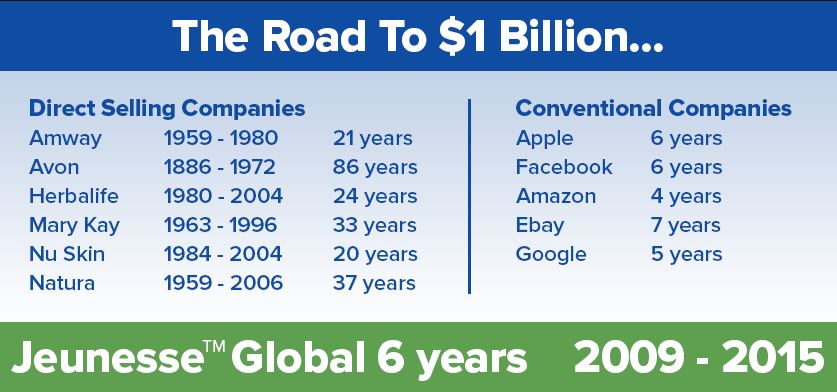 The Road To $1 Billion...
Direct Selling Companies
Amway 1959 - 1980 21 years
Avon 1886 - 1972 86 years
Herbalife 1980 - 2004 24 years
Mary Kay 1963 - 1996 33 years
Nu Skin 1984 - 2004 20 years
Natura 1959 - 2006 37 years
Conventional Companies
Apple 6 years
Facebook 6 years
Amazon 4 years
Ebay 7 years
Google 5 years
Jeunesse™ Global 6 years 2009 - 2015